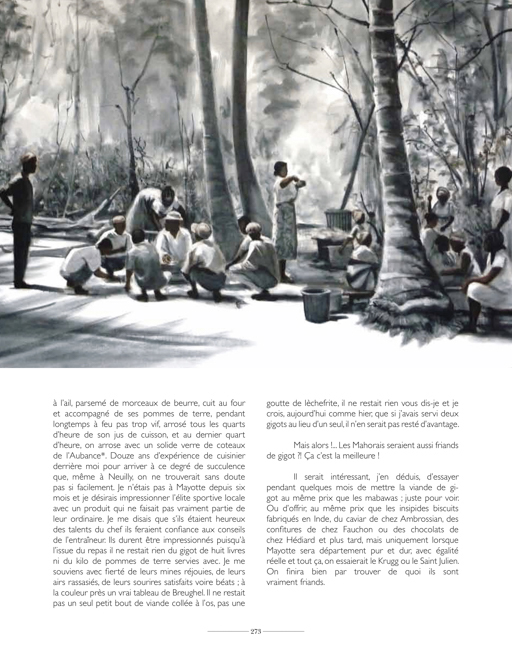 à l'ail, parsemé de morceaux de beurre, cuit au four
et accompagné de ses pommes de terre, pendant
longtemps à feu pas trop vif, arrosé tous les quarts
d'heure de son jus de cuisson, et au dernier quart
d'heure, on arrose avec un solide verre de coteaux
de l'Aubance*. Douze ans d'expérience de cuisinier
derrière moi pour arriver à ce degré de succulence
que, même à Neuilly, on ne trouverait sans doute
pas si facilement. Je n'étais pas à Mayotte depuis six
mois et je désirais impressionner l'élite sportive locale
avec un produit qui ne faisait pas vraiment partie de
leur ordinaire. Je me disais que s'ils étaient heureux
des talents du chef ils feraient confiance aux conseils
de l'entraîneur. Ils durent être impressionnés puisqu'à
l'issue du repas il ne restait rien du gigot de huit livres
ni du kilo de pommes de terre servies avec. Je me
souviens avec fierté de leurs mines réjouies, de leurs
airs rassasiés, de leurs sourires satisfaits voire béats ; à
la couleur près un vrai tableau de Breughel. Il ne restait
pas un seul petit bout de viande collée à l'os, pas une
goutte de lèchefrite, il ne restait rien vous dis-je et je
crois, aujourd'hui comme hier, que si j'avais servi deux
gigots au lieu d'un seul, il n'en serait pas resté d'avantage.
Mais alors !... Les Mahorais seraient aussi friands
de gigot ?! Ça c'est la meilleure !
Il serait intéressant, j'en déduis, d'essayer
pendant quelques mois de mettre la viande de gi-
got au même prix que les mabawas ; juste pour voir.
Ou d'offrir, au même prix que les insipides biscuits
fabriqués en Inde, du caviar de chez Ambrossian, des
confitures de chez Fauchon ou des chocolats de
chez Hédiard et plus tard, mais uniquement lorsque
Mayotte sera département pur et dur, avec égalité
réelle et tout ça, on essaierait le Krugg ou le Saint Julien.
On finira bien par trouver de quoi ils sont
vraiment friands.
273